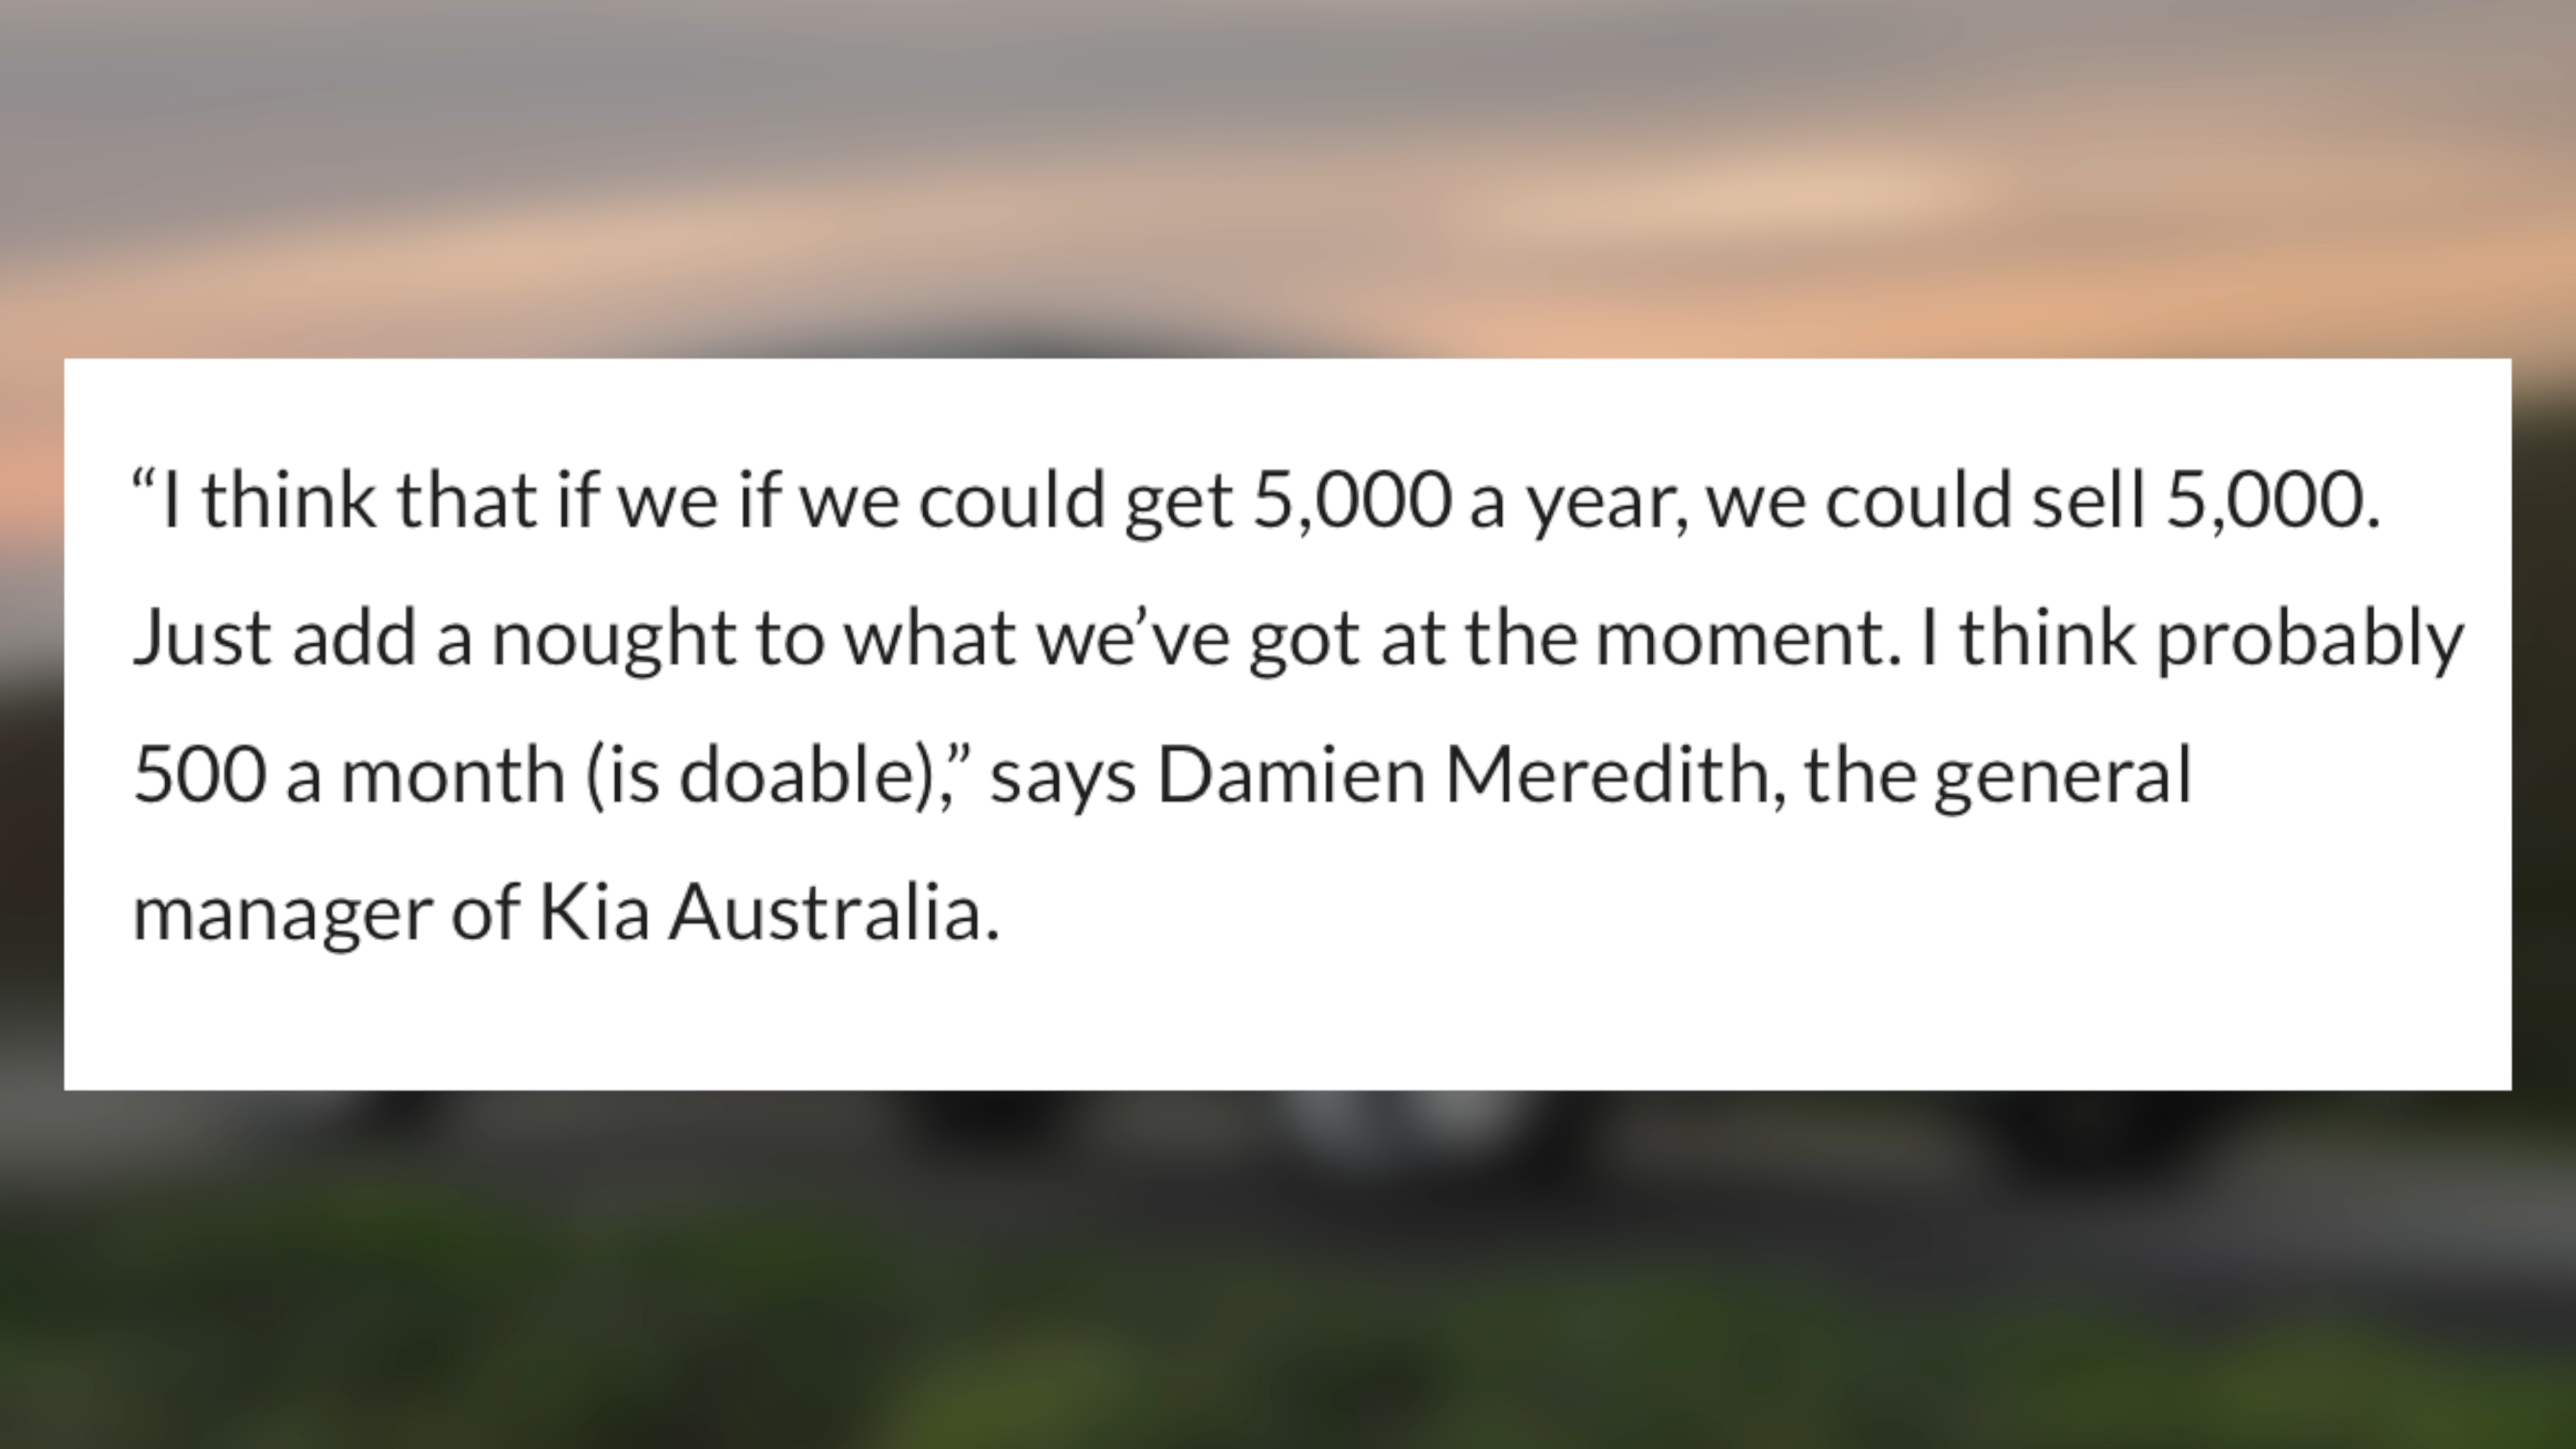 “I think that if we if we could get 5,000 a year, we could sell 5,000.
Just add a nought to what we’ve got at the moment. I think probably
500 a month (is doable),” says Damien Meredith, the general
manager of Kia Australia.